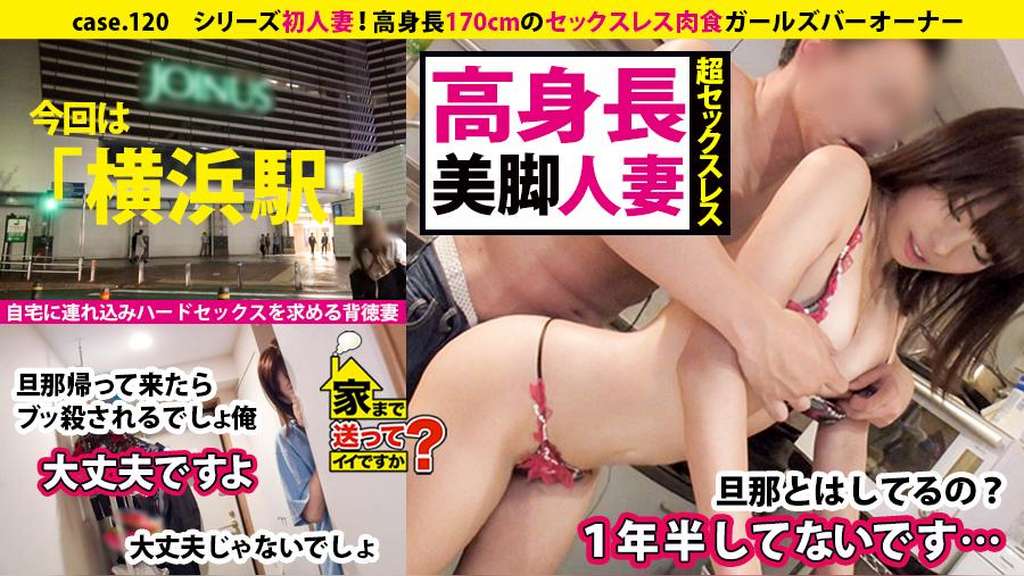 case.120 シリーズ初人妻！高身長170cmのセックスレス肉食ガールズバーオーナー
JOINUS
今回は
「横浜駅」
高身長
美脚人妻
超セックスレス
自宅に連れ込みハードセックスを求める背徳妻
旦那帰って来たら
ブッ殺されるでしょ俺
大丈夫ですよ
大丈夫じゃないでしょ
家まで
送って
イイですか
?
旦那とはしてるの？
1年半してないです…